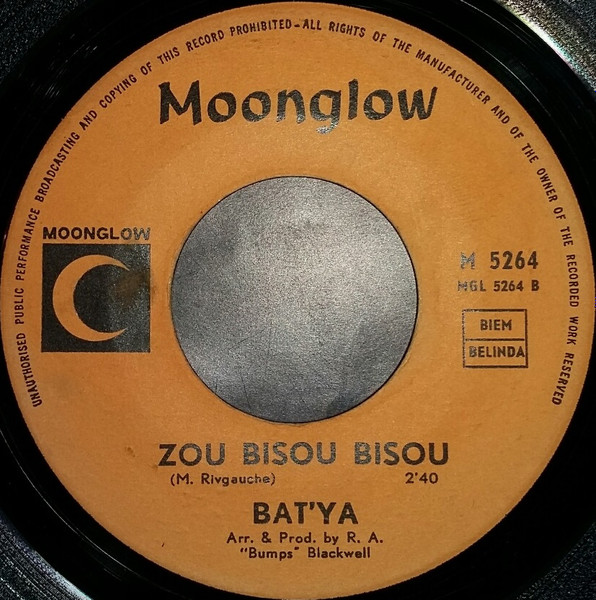 UNAUTHORISED PUBLIC PERFORMANCE BROADCASTING AND COPYING OF THIS RECORD PROHIBITED-ALL RIGHTS OF THE MANUFACTURER AND OF THE OWNER OF THE RECORDED WORK RESERVED
Moonglow
MOONGLOW
M 5264
MGL 5264 B
BIEM
BELINDA
ZOU BISOU BISOU
(M. Rivgauche) 2'40
BAT'YA
Arr. & Prod. by R. A.
"Bumps" Blackwell